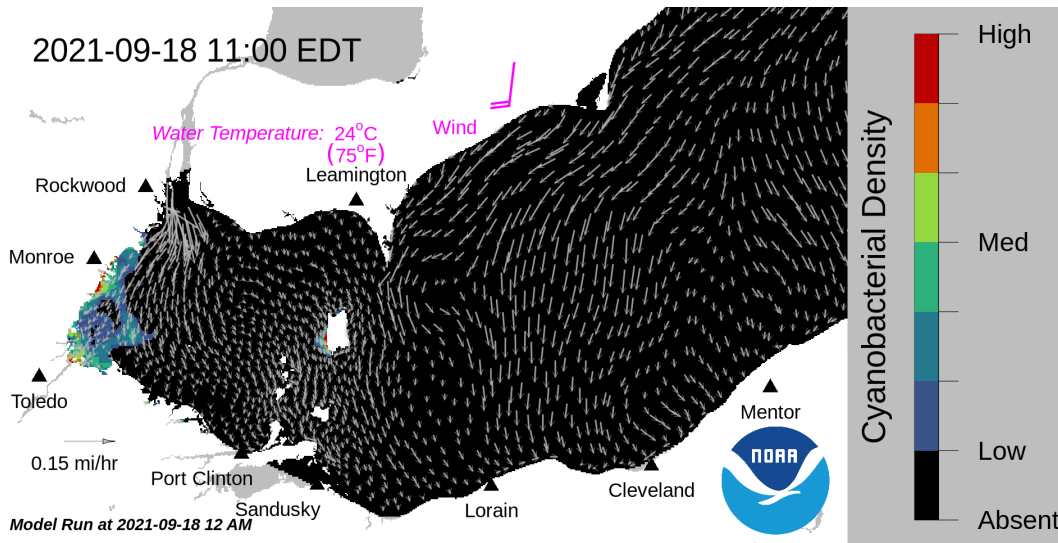 2021-09-18 11:00 EDT
High
Water Temperature: 24°C
(75°F)
Wind
Leamington
Rockwood
Monroe
Med
Cyanobacterial Density
Toledo
Mentor
0.15 mi/hr
Port Clinton
Sandusky
Lorain
Cleveland
NOAA
Low
Model Run at 2021-09-18 12 AM
Absent